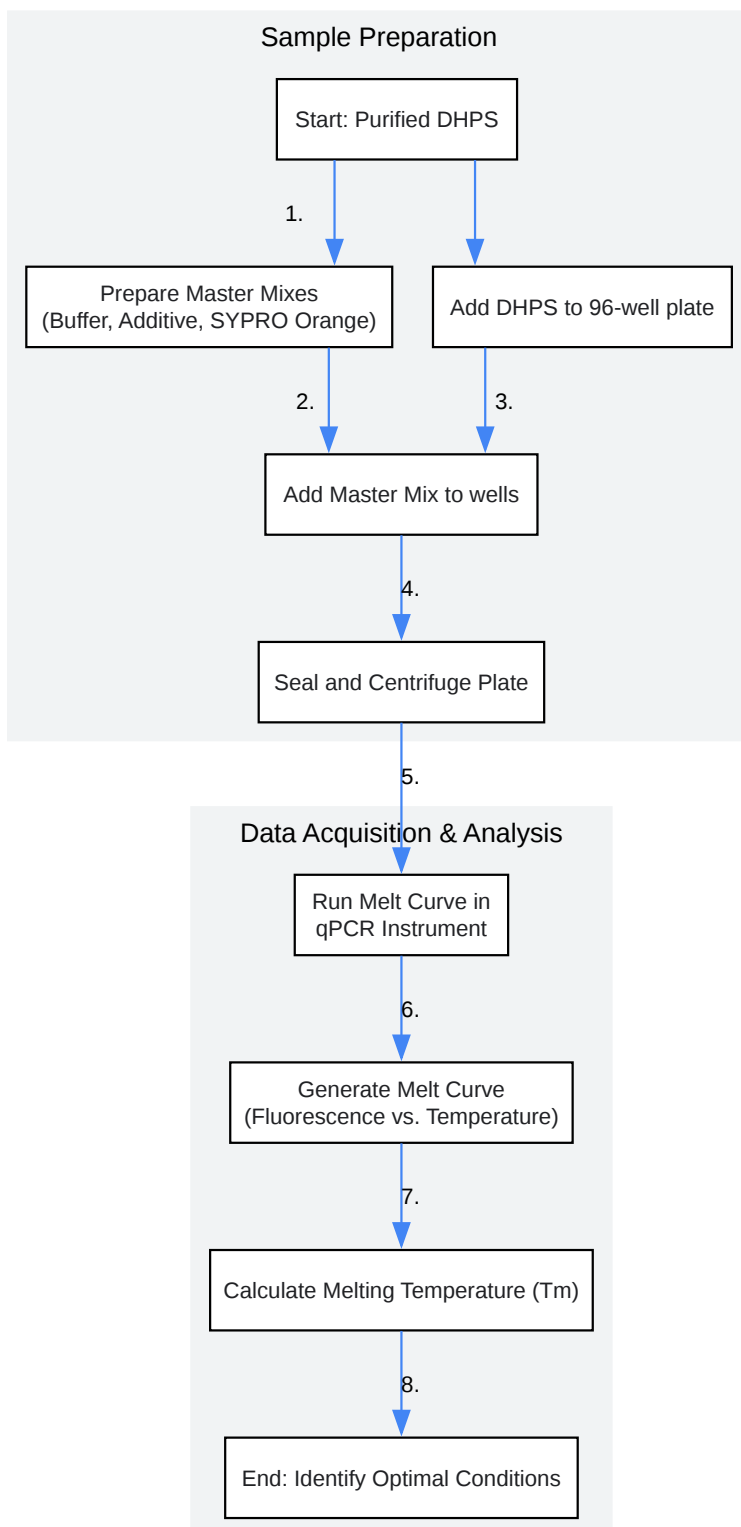 Sample Preparation
Start: Purified DHPS
1.
Prepare Master Mixes
(Buffer, Additive, SYPRO Orange)
Add DHPS to 96-well plate
2.
3.
Add Master Mix to wells
4.
Seal and Centrifuge Plate
5.
Data Acquisition & Analysis
Run Melt Curve in
qPCR Instrument
6.
Generate Melt Curve
(Fluorescence vs. Temperature)
7.
Calculate Melting Temperature (Tm)
8.
End: Identify Optimal Conditions